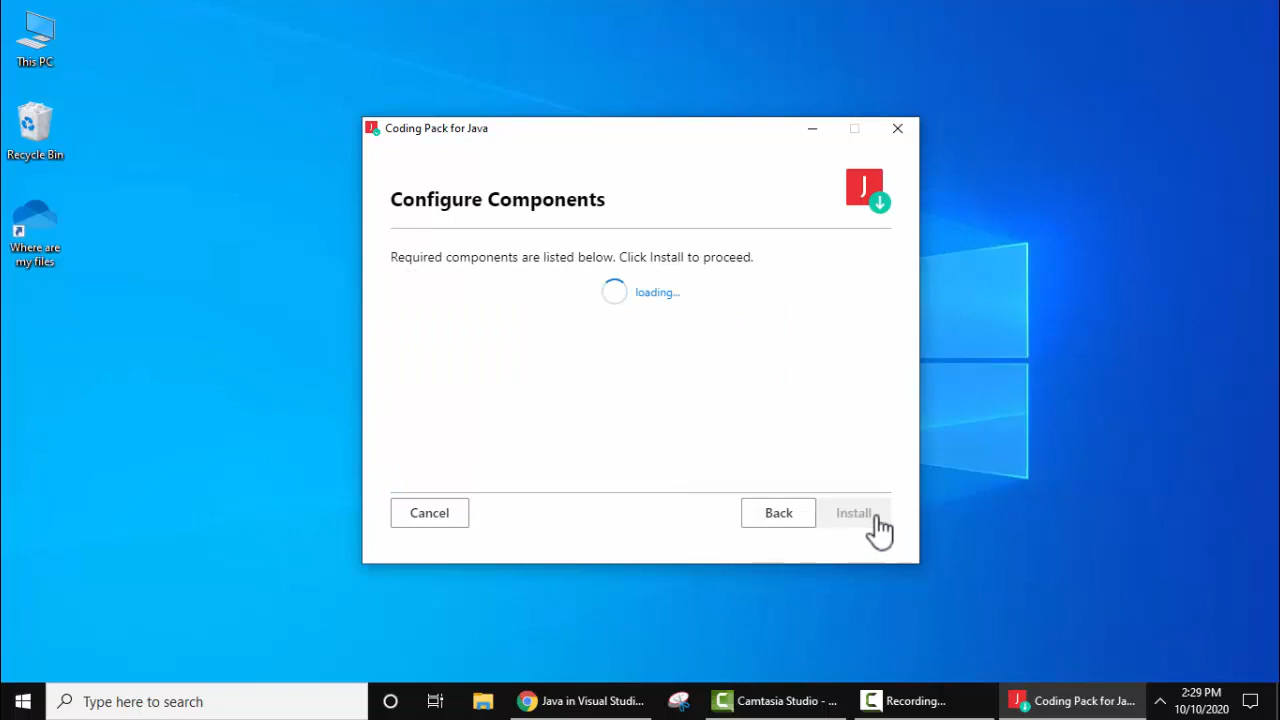 This PC
Recycle Bin
Where are
my files
Coding Pack for Java
J
Configure Components
Required components are listed below. Click Install to proceed.
loading...
Cancel
Back
Install
Type here to search
Java in Visual Studi...
Camtasia Studio - ...
Recording...
Coding Pack for Ja...
2:29 PM
10/10/2020